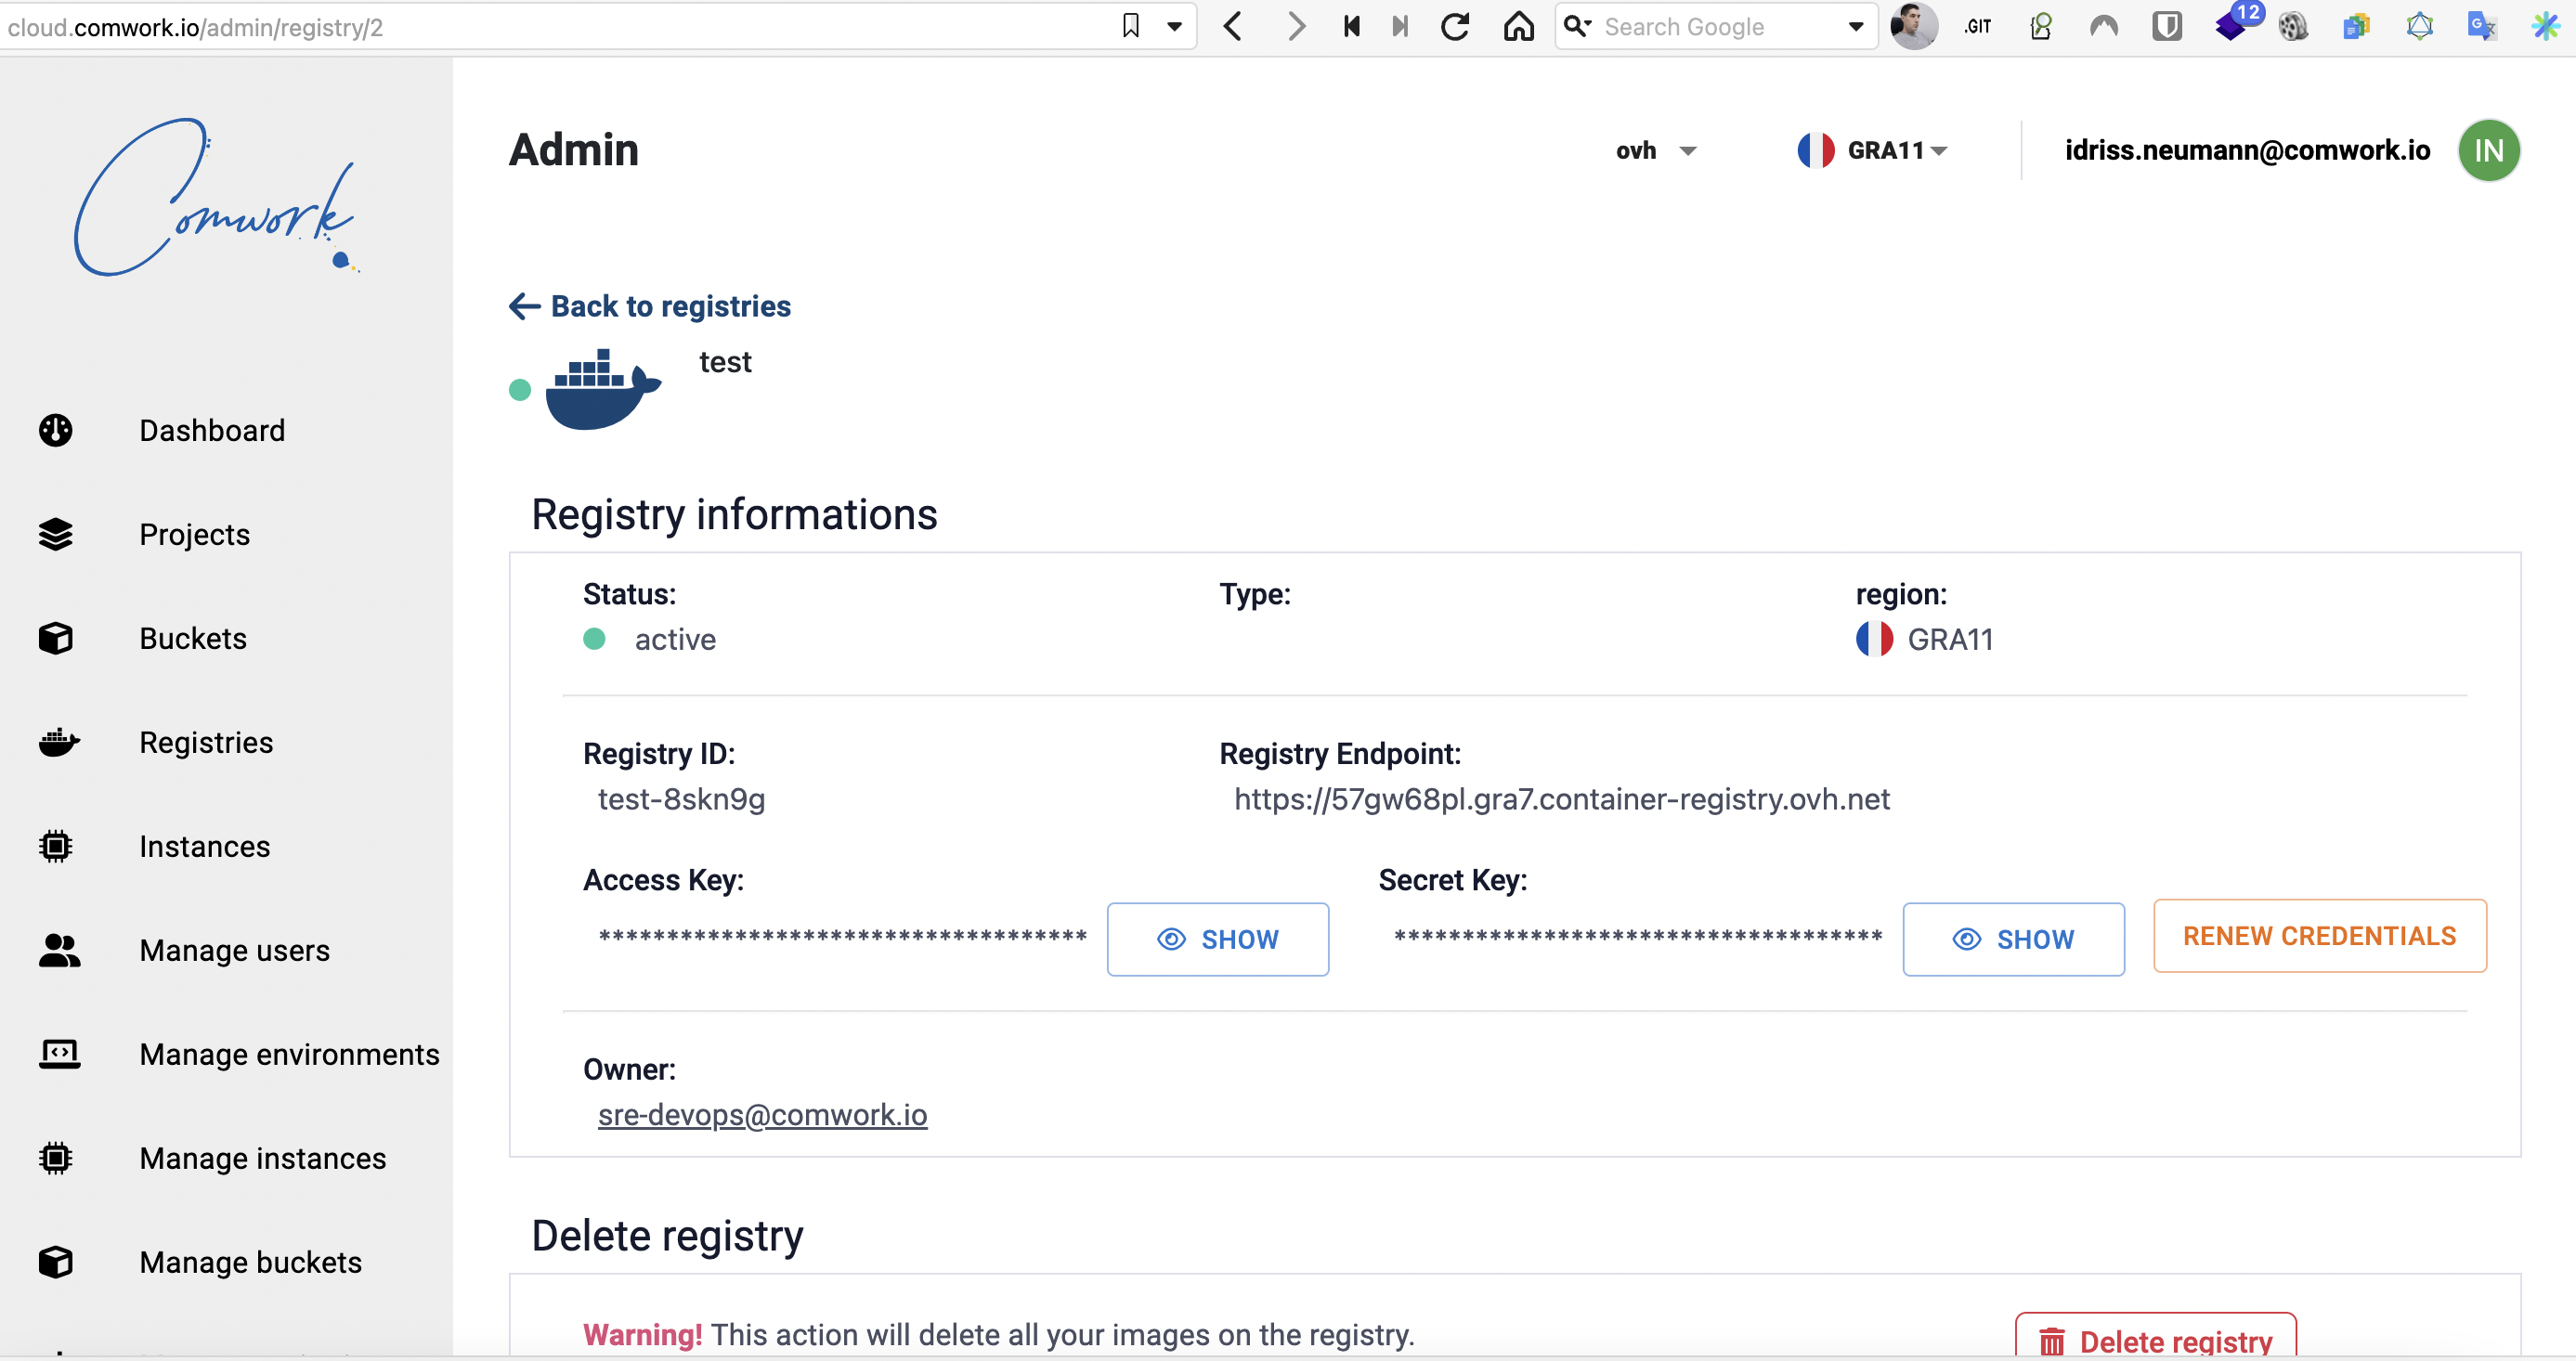 cloud.comwork.io/admin/registry/2
Search Google
.GIT
12
Comwork
Admin
ovh
GRA11
idriss.neumann@comwork.io
IN
Back to registries
test
Dashboard
Projects
Buckets
Registries
Instances
Manage users
Manage environments
Manage instances
Manage buckets
Registry informations
Status:
active
Type:
region:
GRA11
Registry ID:
test-8skn9g
Registry Endpoint:
https://57gw68pl.gra7.container-registry.ovh.net
Access Key:
************************************
SHOW
Secret Key:
************************************
SHOW
RENEW CREDENTIALS
Owner:
sre-devops@comwork.io
Delete registry
Warning! This action will delete all your images on the registry.
Delete registry